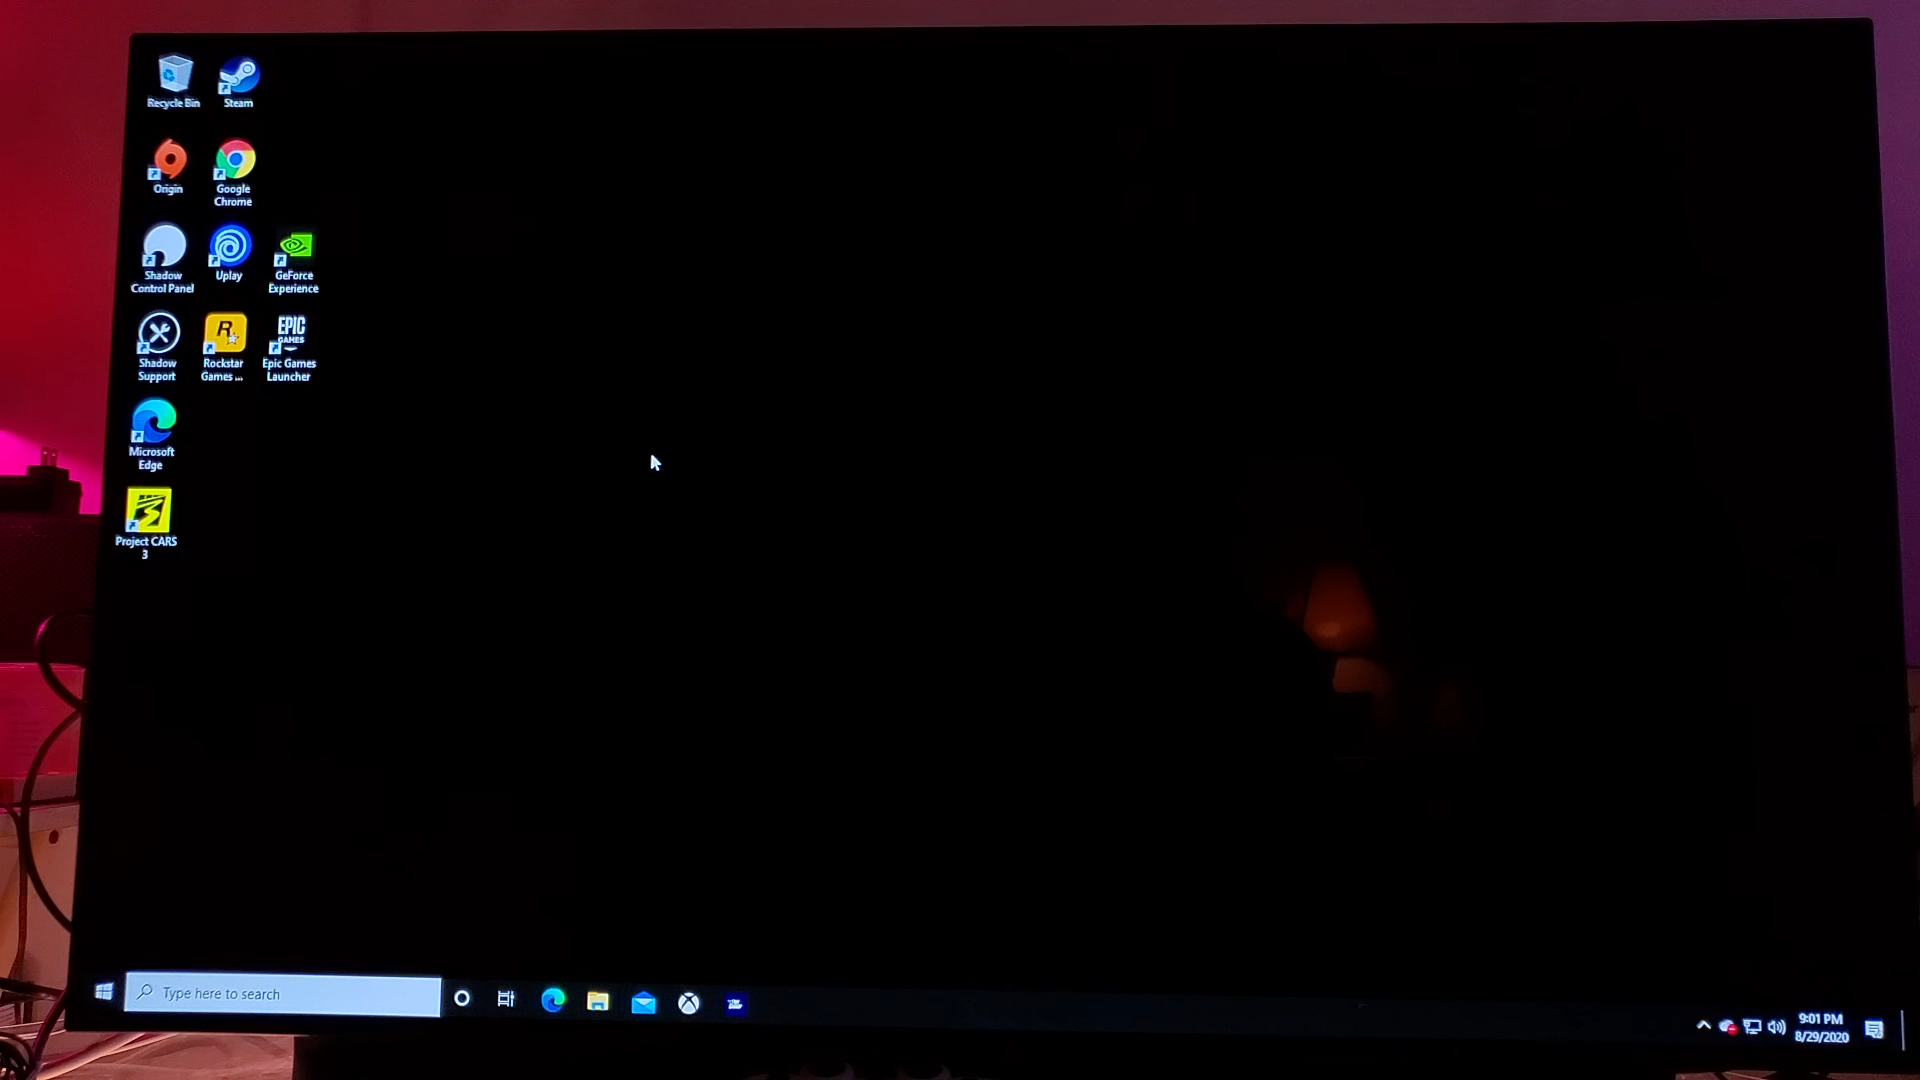 Recycle Bin
Steam
Origin
Google
Chrome
Shadow
Control Panel
Uplay
GeForce
Experience
Shadow
Support
R
Rockstar
Games ...
EPIC
GAMES
Epic Games
Launcher
Microsoft
Edge
Project CARS
3
Type here to search
9:01 PM
8/29/2020